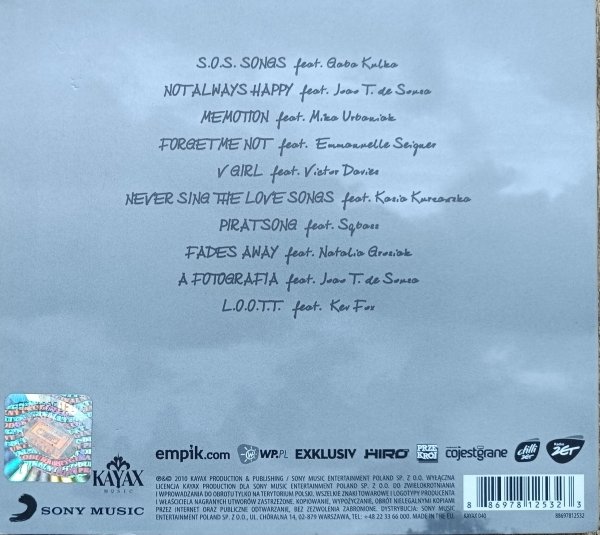 S.O.S. SONGS feat. Gaba Kulka
NOT ALWAYS HAPPY feat. Joao T. de Sousa
MEMOTION feat. Mika Urbaniak
FORGET ME NOT feat. Emmannelle Seigner
V GIRL feat. Victor Davies
NEVER SING THE LOVE SONGS feat. Kasia Kurzawska
PIRATSONG feat. Sqbass
FADES AWAY feat. Natalia Grosiak
A FOTOGRAFIA feat. Joao T. de Sousa
L.O.O.T.T. feat. Kev Fox
KAYAX
MUSIC
SONY MUSIC
empik.com WP.PL EXKLUSIV HIRO PRZEKRÓJ cojestgrane chilli ZET Radio ZET
℗&© 2010 KAYAX PRODUCTION & PUBLISHING / SONY MUSIC ENTERTAINMENT POLAND SP. Z O.O. WYŁĄCZNA
LICENCJA KAYAX PRODUCTION DLA SONY MUSIC ENTERTAINMENT POLAND SP. Z O.O. DO ZWIELOKROTNIANIA
I WPROWADZANIA DO OBROTU TYLKO NA TERYTORIUM POLSKI. WSZELKIE ZNAKI TOWAROWE I LOGOTYPY PRODUCENTA
I WŁAŚCICIELA NAGRANYCH UTWORÓW ZASTRZEŻONE. KOPIOWANIE, WYPOŻYCZANIE, OBRÓT NIELEGALNYMI KOPIAMI
PRZEZ INTERNET ORAZ PUBLICZNE ODTWARZANIE, BEZ ZEZWOLENIA ZABRONIONE. DYSTRYBUCJA: SONY MUSIC
ENTERTAINMENT POLAND SP. Z O.O., UL. CHÓRALNA 14, 02-879 WARSZAWA, TEL: +48 22 33 66 000. MADE IN THE EU.
8 86978 12532 3
KAYAX 040 88697812532